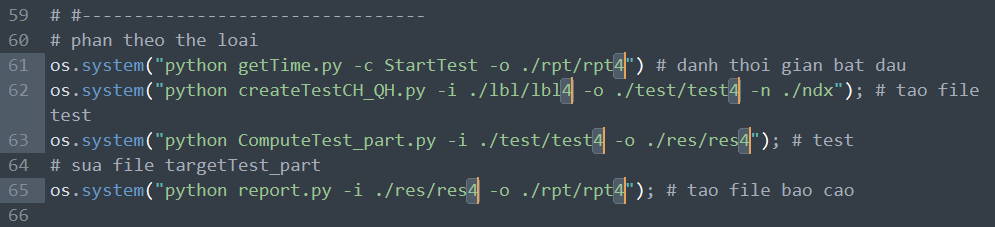 59 # #---------------------------------
60 # phan theo the loai
61 os.system("python getTime.py -c StartTest -o ./rpt/rpt4") # danh thoi gian bat dau
62 os.system("python createTestCH_QH.py -i ./lbl/lbl4 -o ./test/test4 -n ./ndx"); # tao file
test
63 os.system("python ComputeTest_part.py -i ./test/test4 -o ./res/res4"); # test
64 # sua file targetTest_part
65 os.system("python report.py -i ./res/res4 -o ./rpt/rpt4"); # tao file bao cao
66